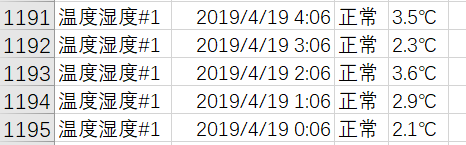 1191 温度湿度#1 2019/4/19 4:06 正常 3.5℃
1192 温度湿度#1 2019/4/19 3:06 正常 2.3℃
1193 温度湿度#1 2019/4/19 2:06 正常 3.6℃
1194 温度湿度#1 2019/4/19 1:06 正常 2.9℃
1195 温度湿度#1 2019/4/19 0:06 正常 2.1℃